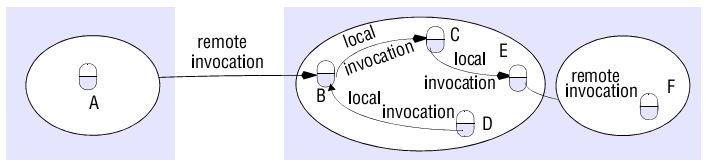 remote
invocation
A
B
local
invocation
C
local
invocation
E
local
invocation
D
remote
invocation
F